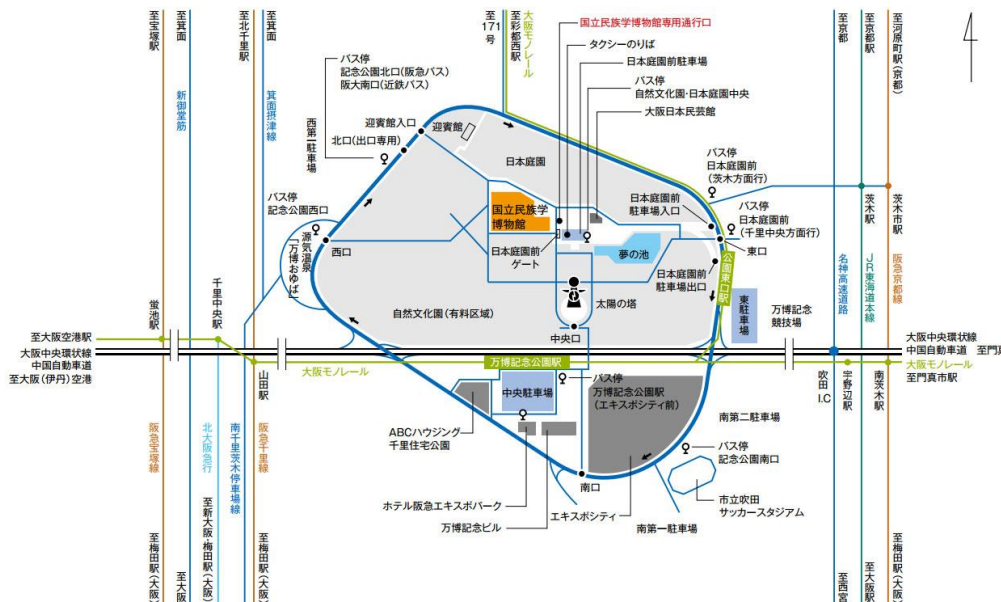 至宝塚駅
至箕面
至北千里駅
至箕面
至171号
至彩都西駅
大阪モノレール
国立民族学博物館専用通行口
タクシーのりば
日本庭園前駐車場
バス停
自然文化園・日本庭園中央
大阪日本民芸館
至京都
至京都駅
至河原町駅(京都)
新御堂筋
箕面摂津線
バス停
記念公園北口(阪急バス)
阪大南口(近鉄バス)
西第一駐車場
迎賓館入口
迎賓館
北口(出口専用)
日本庭園
バス停
日本庭園前
(茨木方面行)
バス停
記念公園西口
国立民族学
博物館
日本庭園前
駐車場入口
バス停
日本庭園前
(千里中央方面行)
東口
茨木駅
茨木市駅
源気温泉
「万博おゆば」
西口
日本庭園前
ゲート
夢の池
日本庭園前
駐車場出口
公園東口駅
名神高速道路
JR東海道本線
阪急京都線
蛍池駅
千里中央駅
自然文化園(有料区域)
太陽の塔
中央口
東駐車場
万博記念
競技場
至大阪空港駅
大阪中央環状線
中国自動車道
至大阪(伊丹)空港
大阪中央環状線
中国自動車道 至門真
大阪モノレール
至門真市駅
大阪モノレール
万博記念公園駅
山田駅
吹田
I.C
宇野辺駅
南茨木駅
中央駐車場
バス停
万博記念公園駅
(エキスポシティ前)
南第二駐車場
ABCハウジング
千里住宅公園
バス停
記念公園南口
阪急宝塚線
北大阪急行
南千里茨木停車場線
阪急千里線
南口
ホテル阪急エキスポパーク
万博記念ビル
エキスポシティ
南第一駐車場
市立吹田
サッカースタジアム
至梅田駅(大阪)
至大阪
至新大阪・梅田駅(大阪)
至梅田駅(大阪)
至西宮
至大阪駅
至梅田駅(大阪)